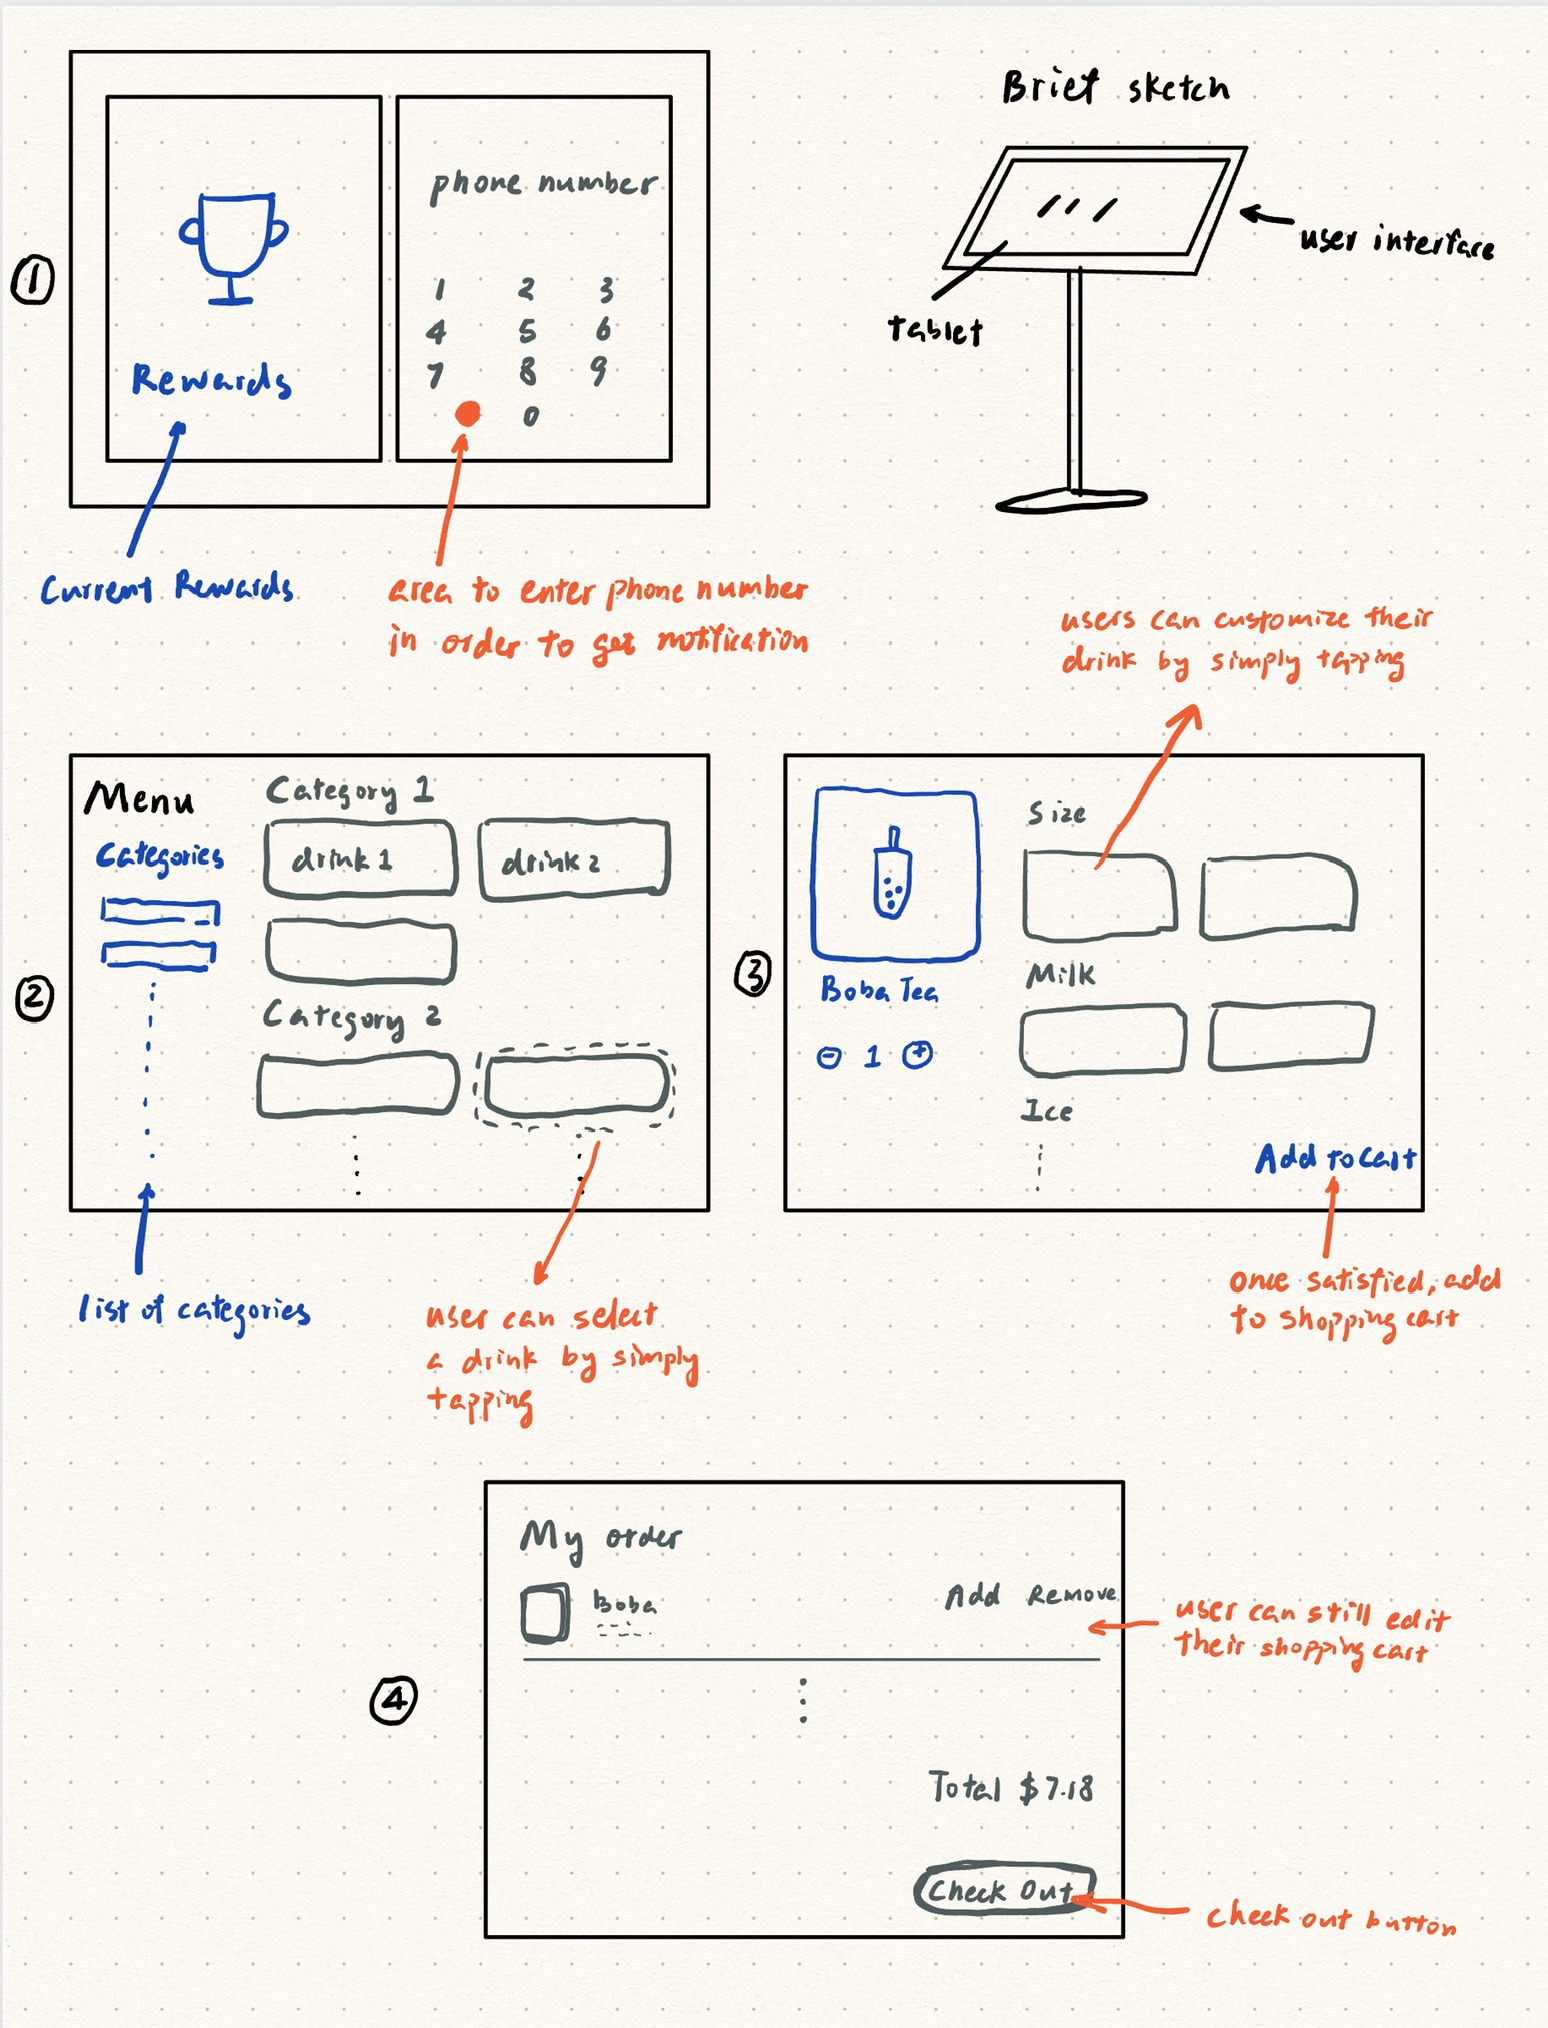 Brief sketch
user interface
tablet
1
phone number
1 2 3
4 5 6
7 8 9
0
Rewards
Current Rewards
area to enter phone number
in order to get notification
2
Menu
Categories
Category 1
drink 1
drink 2
Category 2
list of categories
user can select
a drink by simply
tapping
users can customize their
drink by simply tapping
3
Size
Milk
Ice
Boba Tea
- 1 +
Add to Cart
once satisfied, add
to shopping cart
4
My order
Boba
Add Remove
user can still edit
their shopping cart
Total $7.18
Check Out
check out button